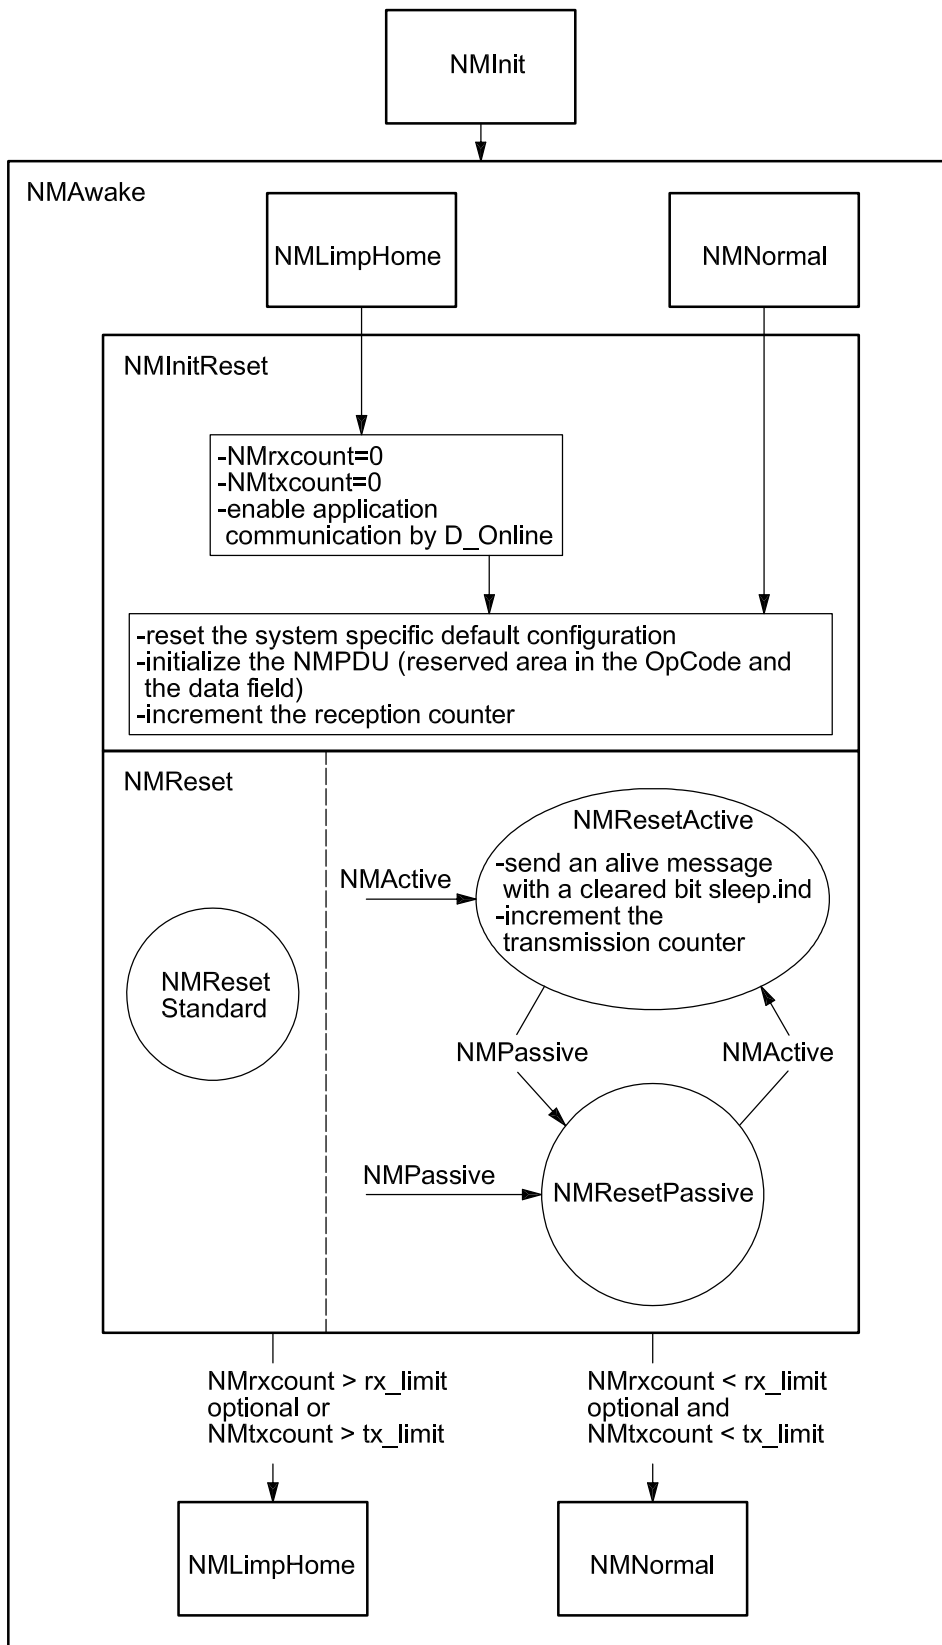 NMInit
NMAwake
NMLimpHome
NMNormal
NMInitReset
-NMrxcount=0
-NMtxcount=0
-enable application
communication by D_Online
-reset the system specific default configuration
-initialize the NMPDU (reserved area in the OpCode and
the data field)
-increment the reception counter
NMReset
NMResetActive
-send an alive message
with a cleared bit sleep.ind
-increment the
transmission counter
NMActive
NMReset
Standard
NMPassive
NMActive
NMPassive
NMResetPassive
NMrxcount > rx_limit
optional or
NMtxcount > tx_limit
NMrxcount < rx_limit
optional and
NMtxcount < tx_limit
NMLimpHome
NMNormal